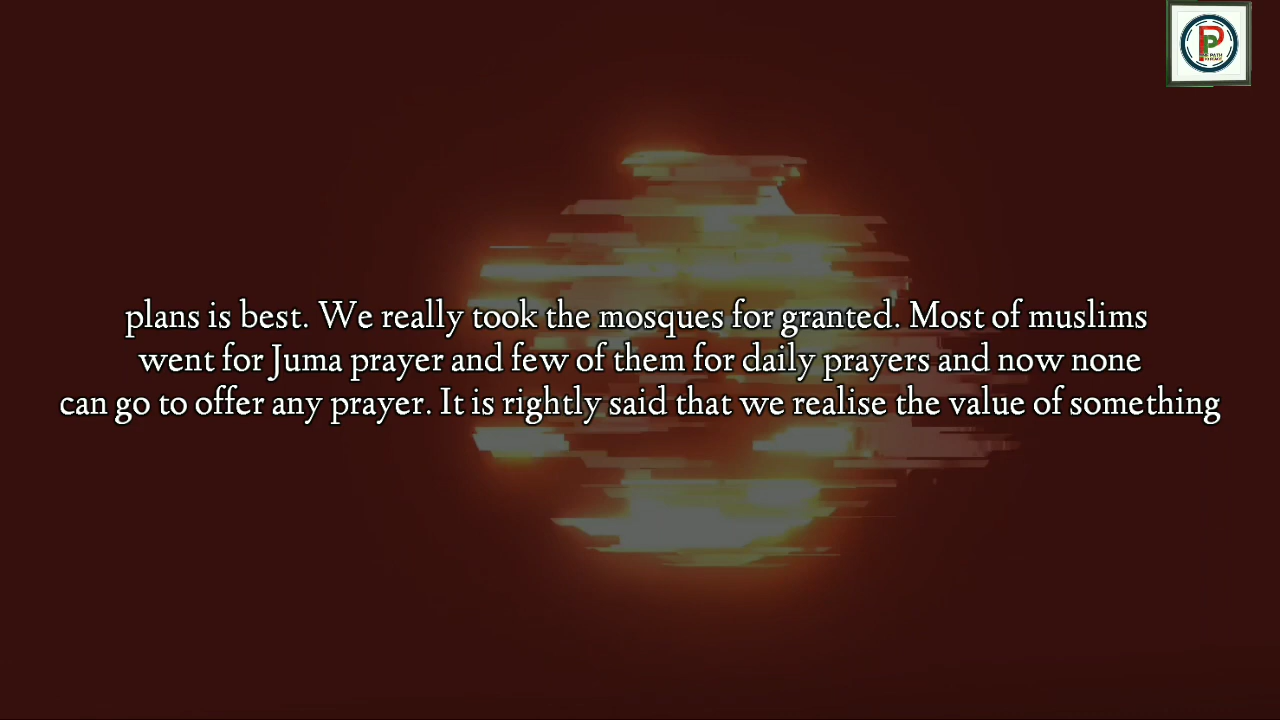 plans is best. We really took the mosques for granted. Most of muslims
went for Juma prayer and few of them for daily prayers and now none
can go to offer any prayer. It is rightly said that we realise the value of something